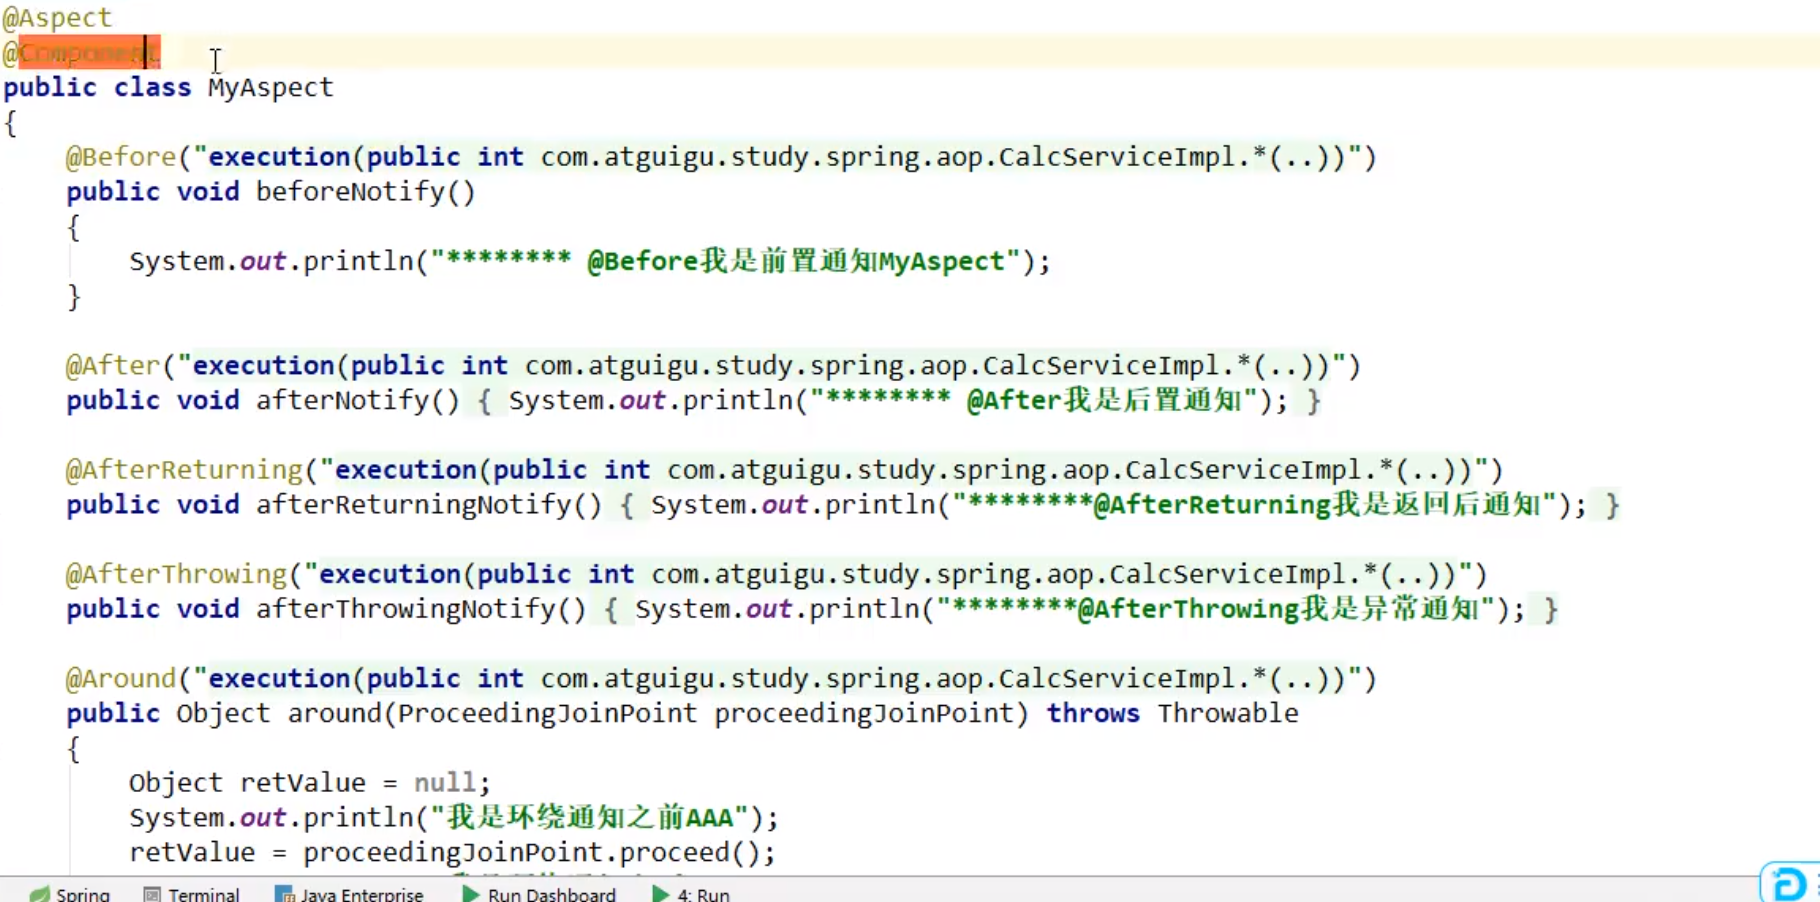 @Aspect
@Component
public class MyAspect
{
@Before("execution(public int com.atguigu.study.spring.aop.CalcServiceImpl.*(..))")
public void beforeNotify()
{
System.out.println("******** @Before我是前置通知MyAspect");
}
@After("execution(public int com.atguigu.study.spring.aop.CalcServiceImpl.*(..))")
public void afterNotify() { System.out.println("******** @After我是后置通知"); }
@AfterReturning("execution(public int com.atguigu.study.spring.aop.CalcServiceImpl.*(..))")
public void afterReturningNotify() { System.out.println("********@AfterReturning我是返回后通知"); }
@AfterThrowing("execution(public int com.atguigu.study.spring.aop.CalcServiceImpl.*(..))")
public void afterThrowingNotify() { System.out.println("********@AfterThrowing我是异常通知"); }
@Around("execution(public int com.atguigu.study.spring.aop.CalcServiceImpl.*(..))")
public Object around(ProceedingJoinPoint proceedingJoinPoint) throws Throwable
{
Object retValue = null;
System.out.println("我是环绕通知之前AAA");
retValue = proceedingJoinPoint.proceed();
Spring Terminal Java Enterprise Run Dashboard 4: Run